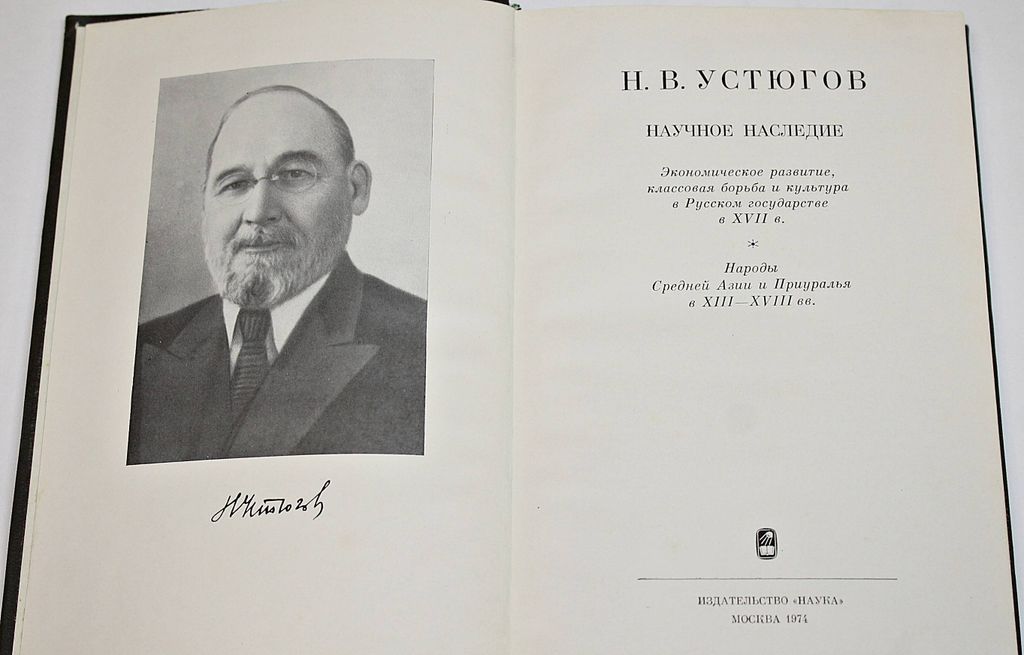 Н Устюгов
Н. В. УСТЮГОВ
НАУЧНОЕ НАСЛЕДИЕ
Экономическое развитие,
классовая борьба и культура
в Русском государстве
в XVII в.
*
Народы
Средней Азии и Приуралья
в XIII—XVIII вв.
ИЗДАТЕЛЬСТВО «НАУКА»
МОСКВА 1974